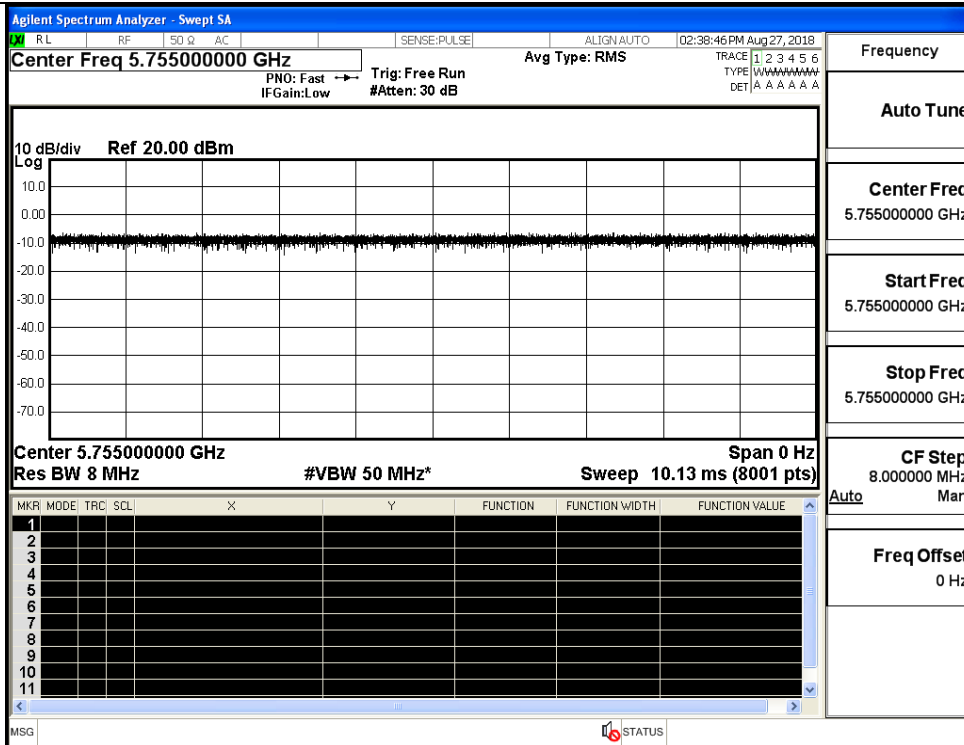 Agilent Spectrum Analyzer - Swept SA
LXI RL RF 50 Ω AC SENSE:PULSE ALIGN AUTO 02:38:46 PM Aug 27, 2018
Center Freq 5.755000000 GHz
PNO: Fast
IFGain:Low
Trig: Free Run
#Atten: 30 dB
Avg Type: RMS
TRACE 1 2 3 4 5 6
TYPE WWWWWW
DET A A A A A A
10 dB/div Ref 20.00 dBm
Log
10.0
0.00
-10.0
-20.0
-30.0
-40.0
-50.0
-60.0
-70.0
Center 5.755000000 GHz Span 0 Hz
Res BW 8 MHz #VBW 50 MHz* Sweep 10.13 ms (8001 pts)
MKR MODE TRC SCL X Y FUNCTION FUNCTION WIDTH FUNCTION VALUE
1
2
3
4
5
6
7
8
9
10
11
MSG STATUS
Frequency
Auto Tune
Center Freq
5.755000000 GHz
Start Freq
5.755000000 GHz
Stop Freq
5.755000000 GHz
CF Step
8.000000 MHz
Auto Man
Freq Offset
0 Hz